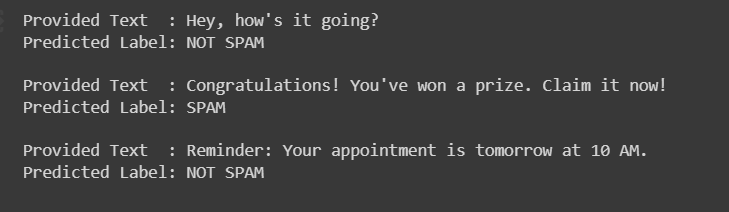 Provided Text  : Hey, how's it going?
Predicted Label: NOT SPAM
Provided Text  : Congratulations! You've won a prize. Claim it now!
Predicted Label: SPAM
Provided Text  : Reminder: Your appointment is tomorrow at 10 AM.
Predicted Label: NOT SPAM